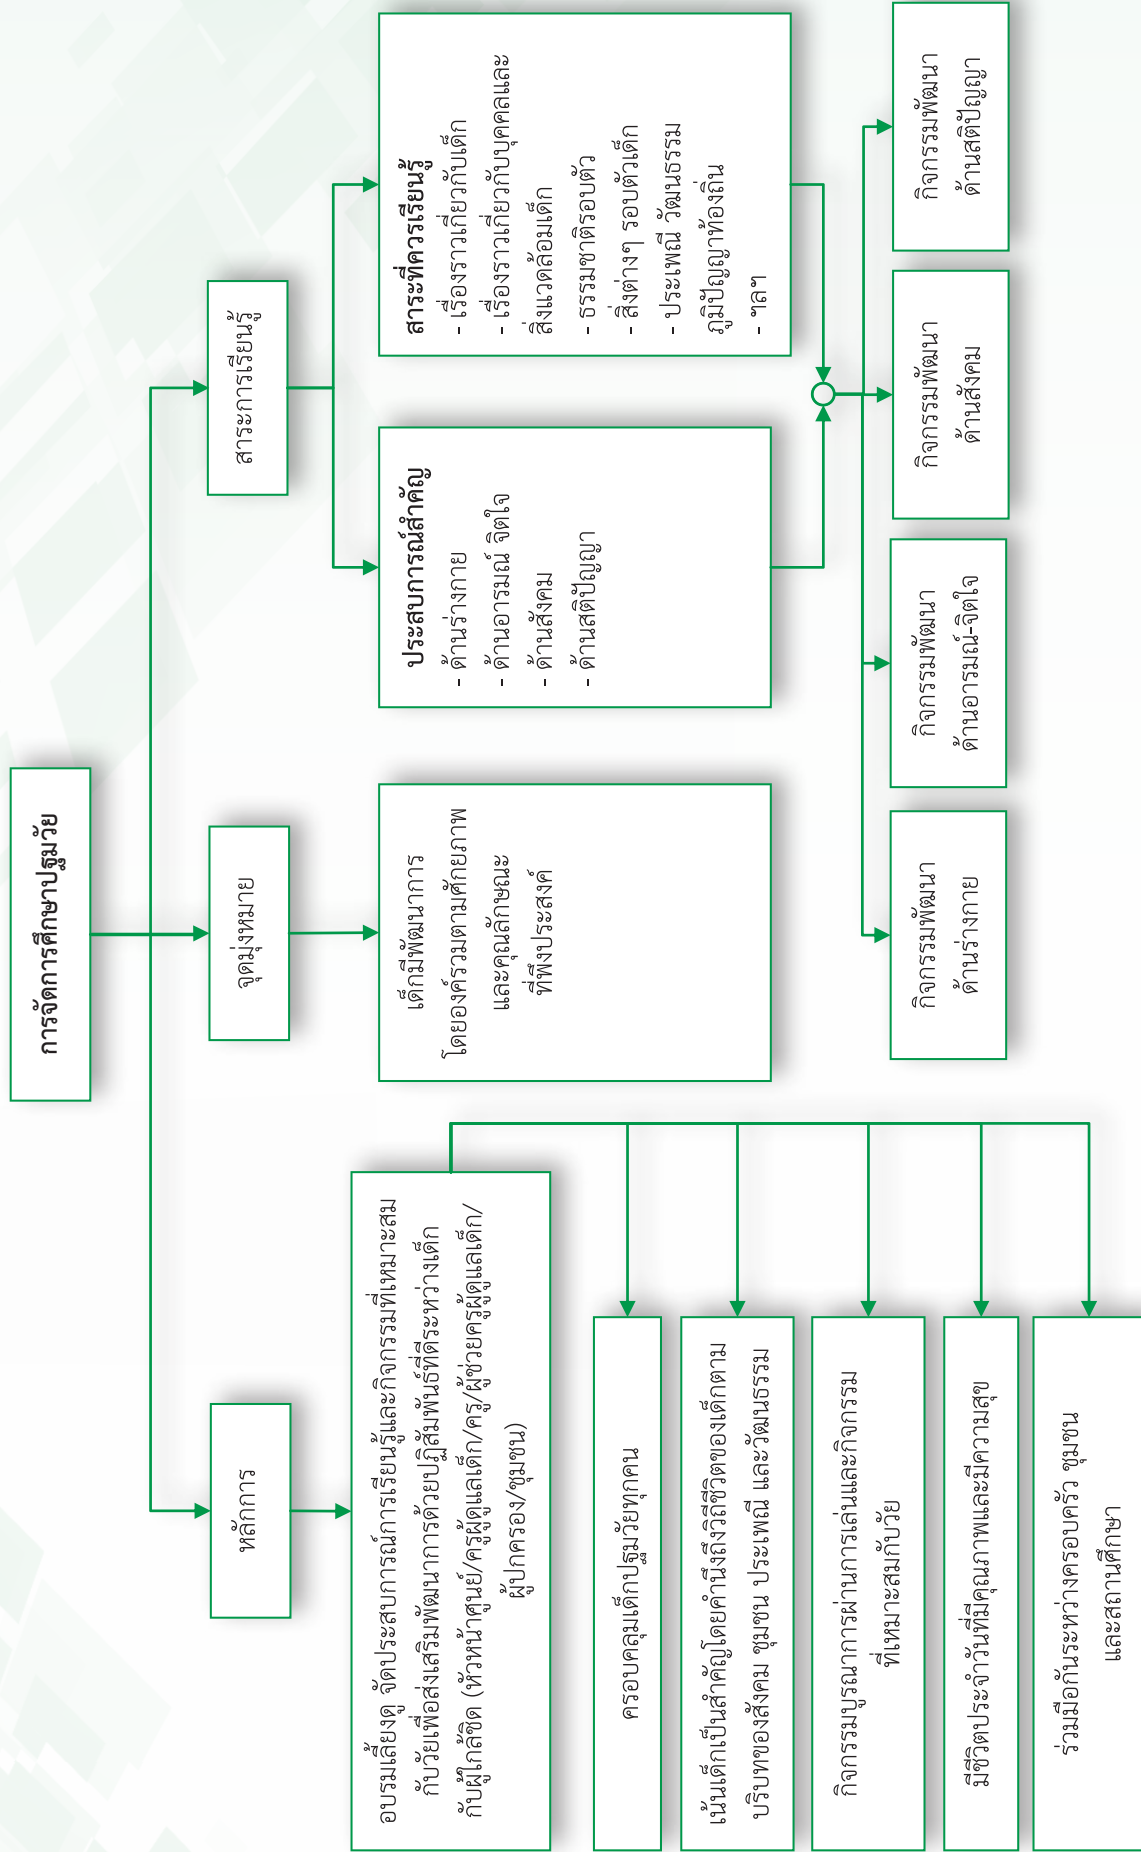 การจัดการศึกษาปฐมวัย
หลักการ
จุดมุ่งหมาย
สาระการเรียนรู้
อบรมเลี้ยงดู จัดประสบการณ์การเรียนรู้และกิจกรรมที่เหมาะสม
กับวัยเพื่อส่งเสริมพัฒนาการด้วยปฏิสัมพันธ์ที่ดีระหว่างเด็ก
กับผู้ใกล้ชิด (หัวหน้าศูนย์/ครูผู้ดูแลเด็ก/ครู/ผู้ช่วยครูผู้ดูแลเด็ก/
ผู้ปกครอง/ชุมชน)
ครอบคลุมเด็กปฐมวัยทุกคน
เน้นเด็กเป็นสำคัญโดยคำนึงถึงวิถีชีวิตของเด็กตาม
บริบทของสังคม ชุมชน ประเพณี และวัฒนธรรม
กิจกรรมบูรณาการผ่านการเล่นและกิจกรรม
ที่เหมาะสมกับวัย
มีชีวิตประจำวันที่มีคุณภาพและมีความสุข
ร่วมมือกันระหว่างครอบครัว ชุมชน
และสถานศึกษา
เด็กมีพัฒนาการ
โดยองค์รวมตามศักยภาพ
และคุณลักษณะ
ที่พึงประสงค์
ประสบการณ์สำคัญ
- ด้านร่างกาย
- ด้านอารมณ์ จิตใจ
- ด้านสังคม
- ด้านสติปัญญา
สาระที่ควรเรียนรู้
- เรื่องราวเกี่ยวกับเด็ก
- เรื่องราวเกี่ยวกับบุคคลและ
สิ่งแวดล้อมเด็ก
- ธรรมชาติรอบตัว
- สิ่งต่างๆ รอบตัวเด็ก
- ประเพณี วัฒนธรรม
ภูมิปัญญาท้องถิ่น
- ฯลฯ
กิจกรรมพัฒนา
ด้านร่างกาย
กิจกรรมพัฒนา
ด้านอารมณ์-จิตใจ
กิจกรรมพัฒนา
ด้านสังคม
กิจกรรมพัฒนา
ด้านสติปัญญา